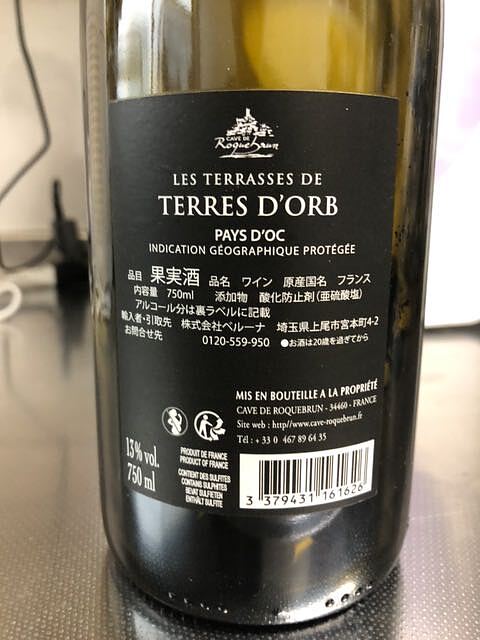 CAVE DE
Roquebrun
LES TERRASSES DE
TERRES D'ORB
PAYS D'OC
INDICATION GÉOGRAPHIQUE PROTÉGÉE
品目 果実酒 品名 ワイン 原産国名 フランス
内容量 750ml 添加物 酸化防止剤(亜硫酸塩)
アルコール分は裏ラベルに記載
輸入者・引取先 株式会社ベルーナ 埼玉県上尾市宮本町4-2
お問合せ先 0120-559-950 ●お酒は20歳を過ぎてから
MIS EN BOUTEILLE A LA PROPRIÉTÉ
CAVE DE ROQUEBRUN - 34460 - FRANCE
Site web : http//www.cave-roquebrun.fr
Tél : +33 0 467 89 64 35
13% vol.
750 ml
PRODUIT DE FRANCE
PRODUCT OF FRANCE
CONTIENT DES SULFITES
CONTAINS SULPHITES
BEVAT SULFIETEN
ENTHÄLT SULFITE
3 379431 161626